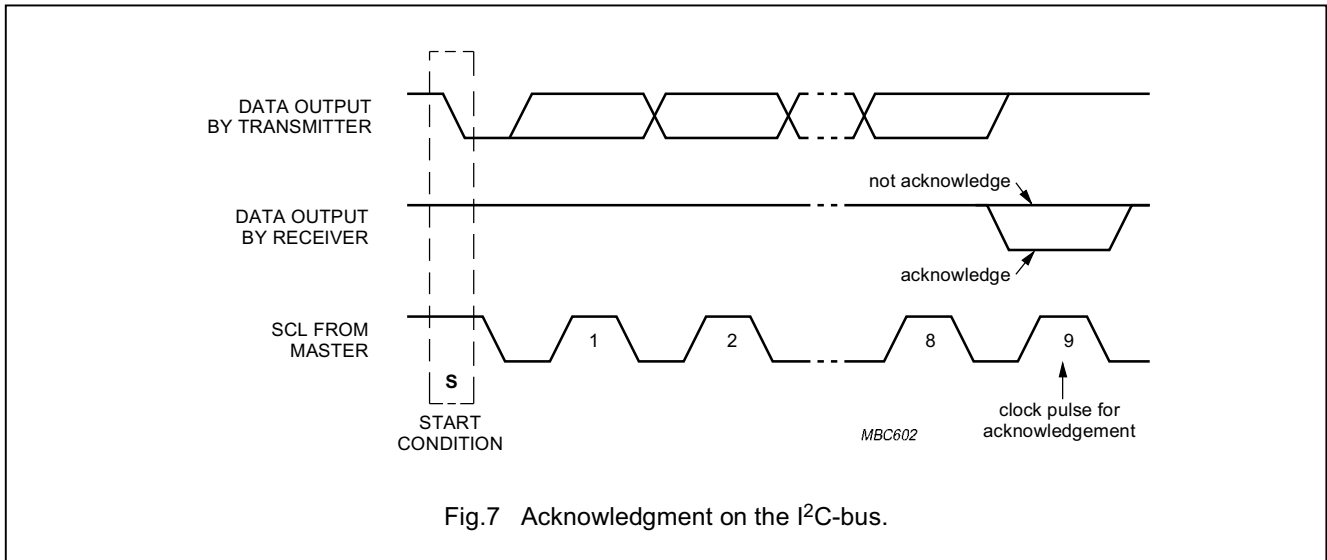 DATA OUTPUT
BY TRANSMITTER
not acknowledge
DATA OUTPUT
BY RECEIVER
acknowledge
SCL FROM
MASTER
1
2
8
9
S
START
CONDITION
clock pulse for
acknowledgement
MBC602
Fig.7 Acknowledgment on the I²C-bus.